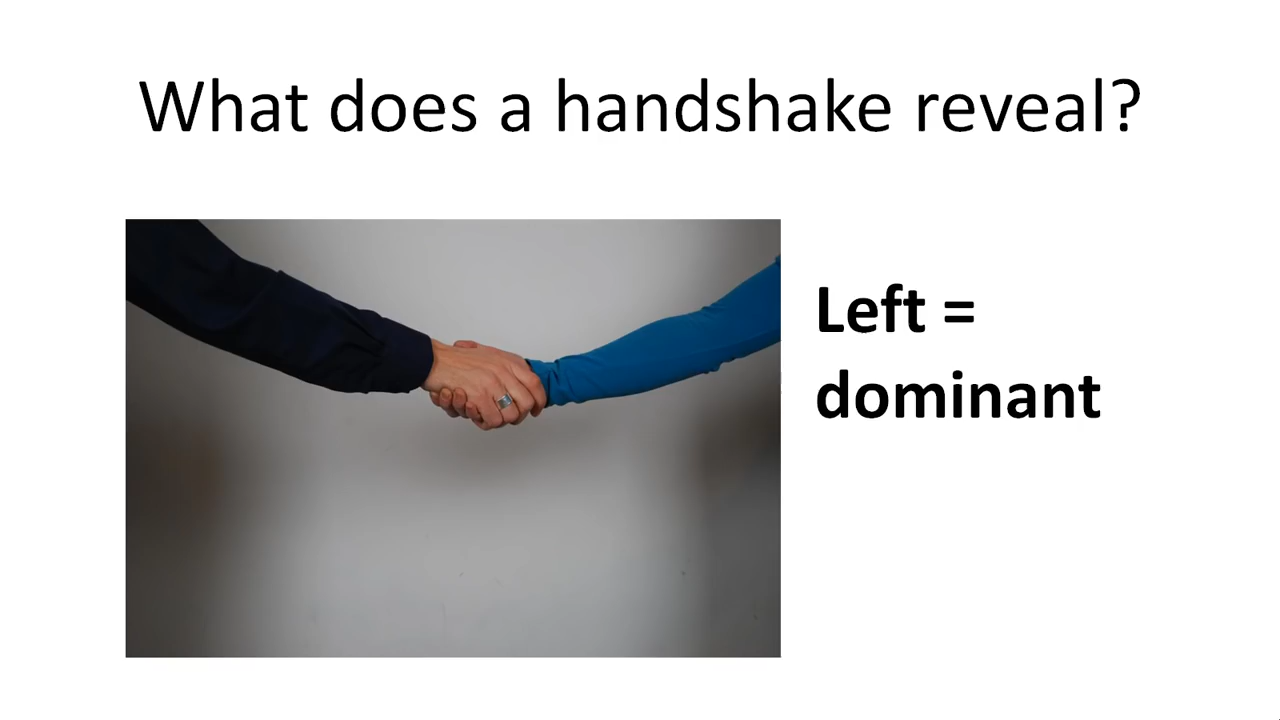 What does a handshake reveal?
Left =
dominant